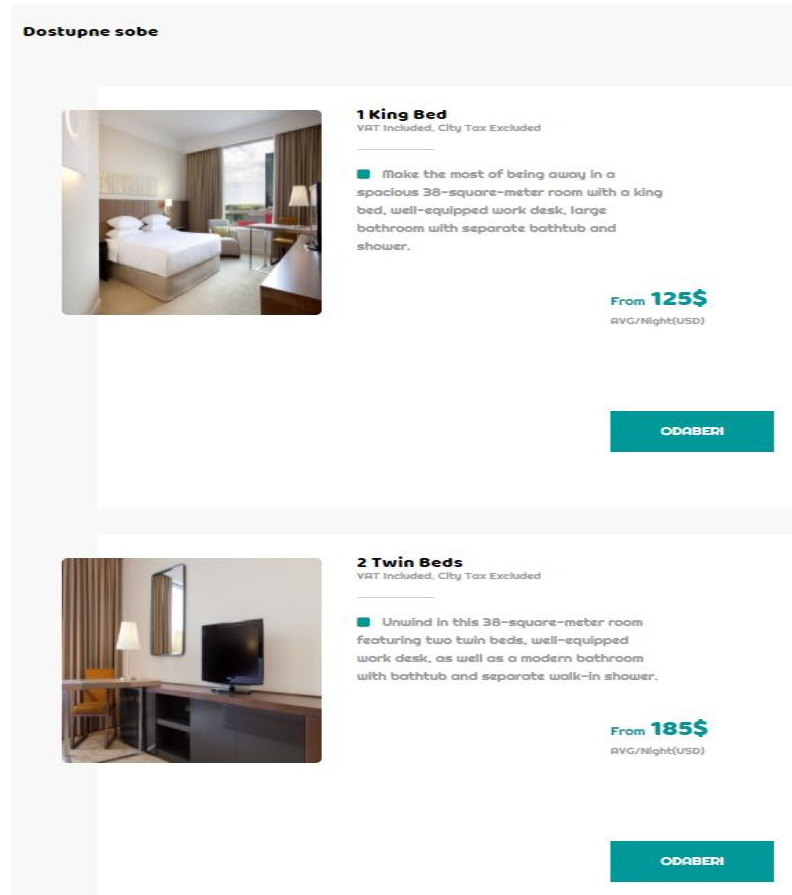 Dostupne sobe
1 King Bed
VAT Included, City Tax Excluded
Make the most of being away in a
spacious 38-square-meter room with a king
bed, well-equipped work desk, large
bathroom with separate bathtub and
shower.
From 125$
AVG/Night(USD)
ODABERI
2 Twin Beds
VAT Included, City Tax Excluded
Unwind in this 38-square-meter room
featuring two twin beds, well-equipped
work desk, as well as a modern bathroom
with bathtub and separate walk-in shower.
From 185$
AVG/Night(USD)
ODABERI